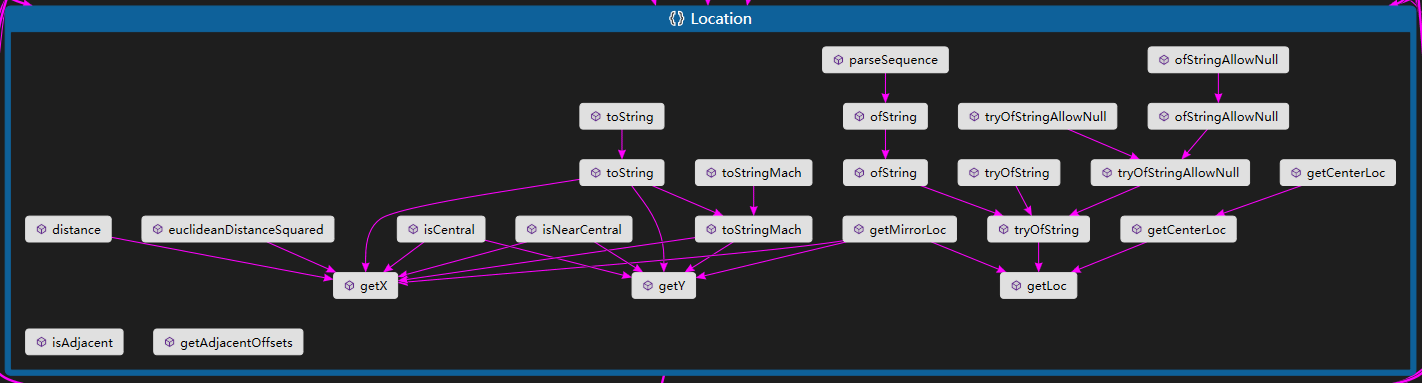 Location
parseSequence
ofStringAllowNull
toString
ofString
tryOfStringAllowNull
ofStringAllowNull
toString
toStringMach
ofString
tryOfString
tryOfStringAllowNull
getCenterLoc
distance
euclideanDistanceSquared
isCentral
isNearCentral
toStringMach
getMirrorLoc
tryOfString
getCenterLoc
getX
getY
getLoc
isAdjacent
getAdjacentOffsets